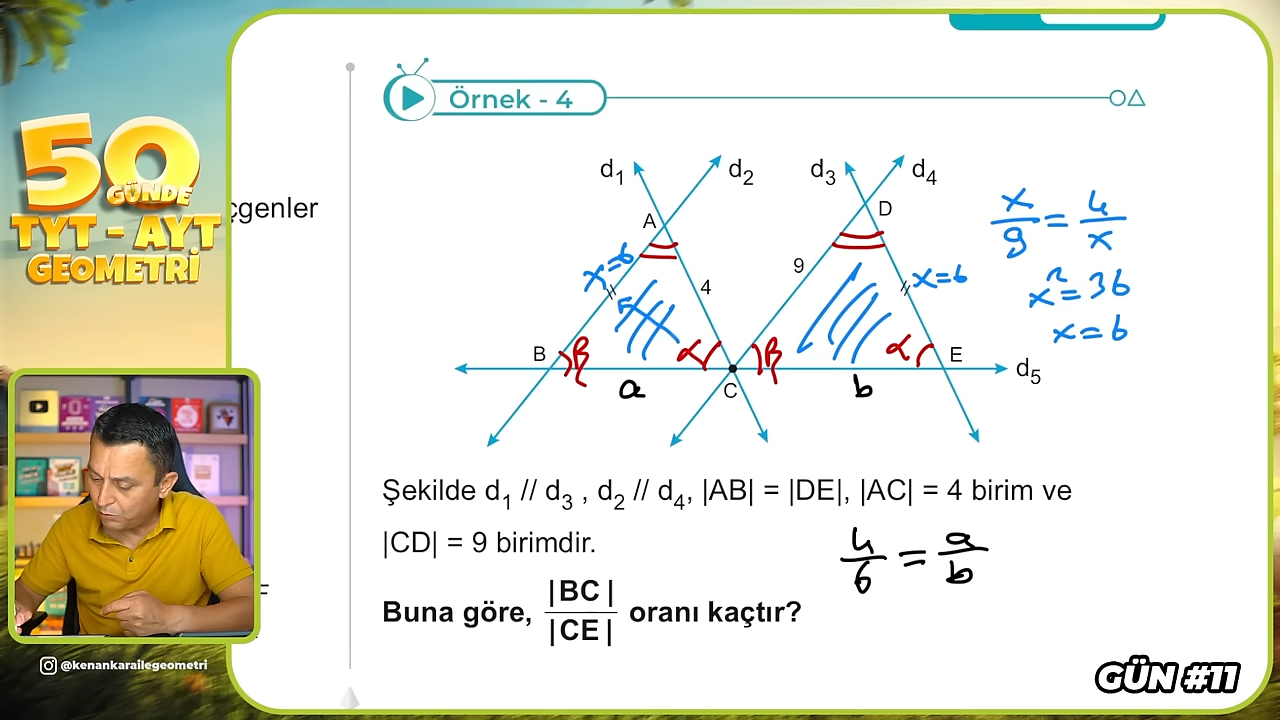 50
GÜNDE
TYT - AYT
GEOMETRİ
çgenler
Örnek - 4
d1 d2 d3 d4
A D
x=6 4 9 x=6
B β α β α E d5
a C b
x/9 = 4/x
x² = 36
x = 6
Şekilde d1 // d3 , d2 // d4, |AB| = |DE|, |AC| = 4 birim ve
|CD| = 9 birimdir.
4/6 = a/b
Buna göre, |BC|/|CE| oranı kaçtır?
@kenankarailegeometri
GÜN #11